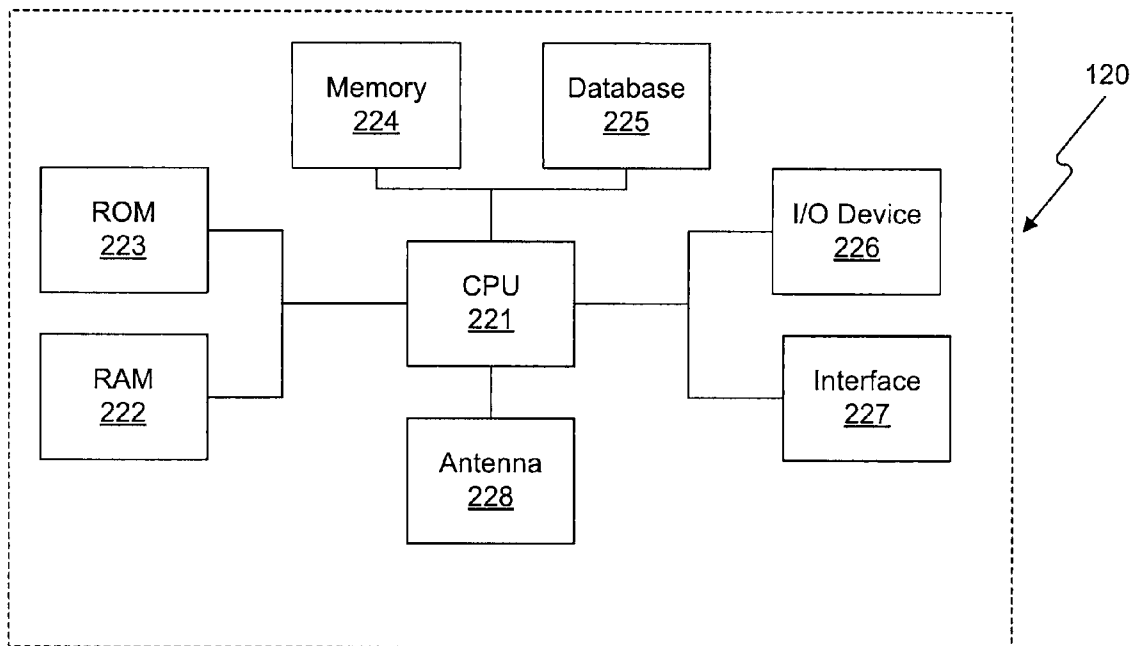 Memory
224
Database
225
120
ROM
223
I/O Device
226
CPU
221
RAM
222
Interface
227
Antenna
228